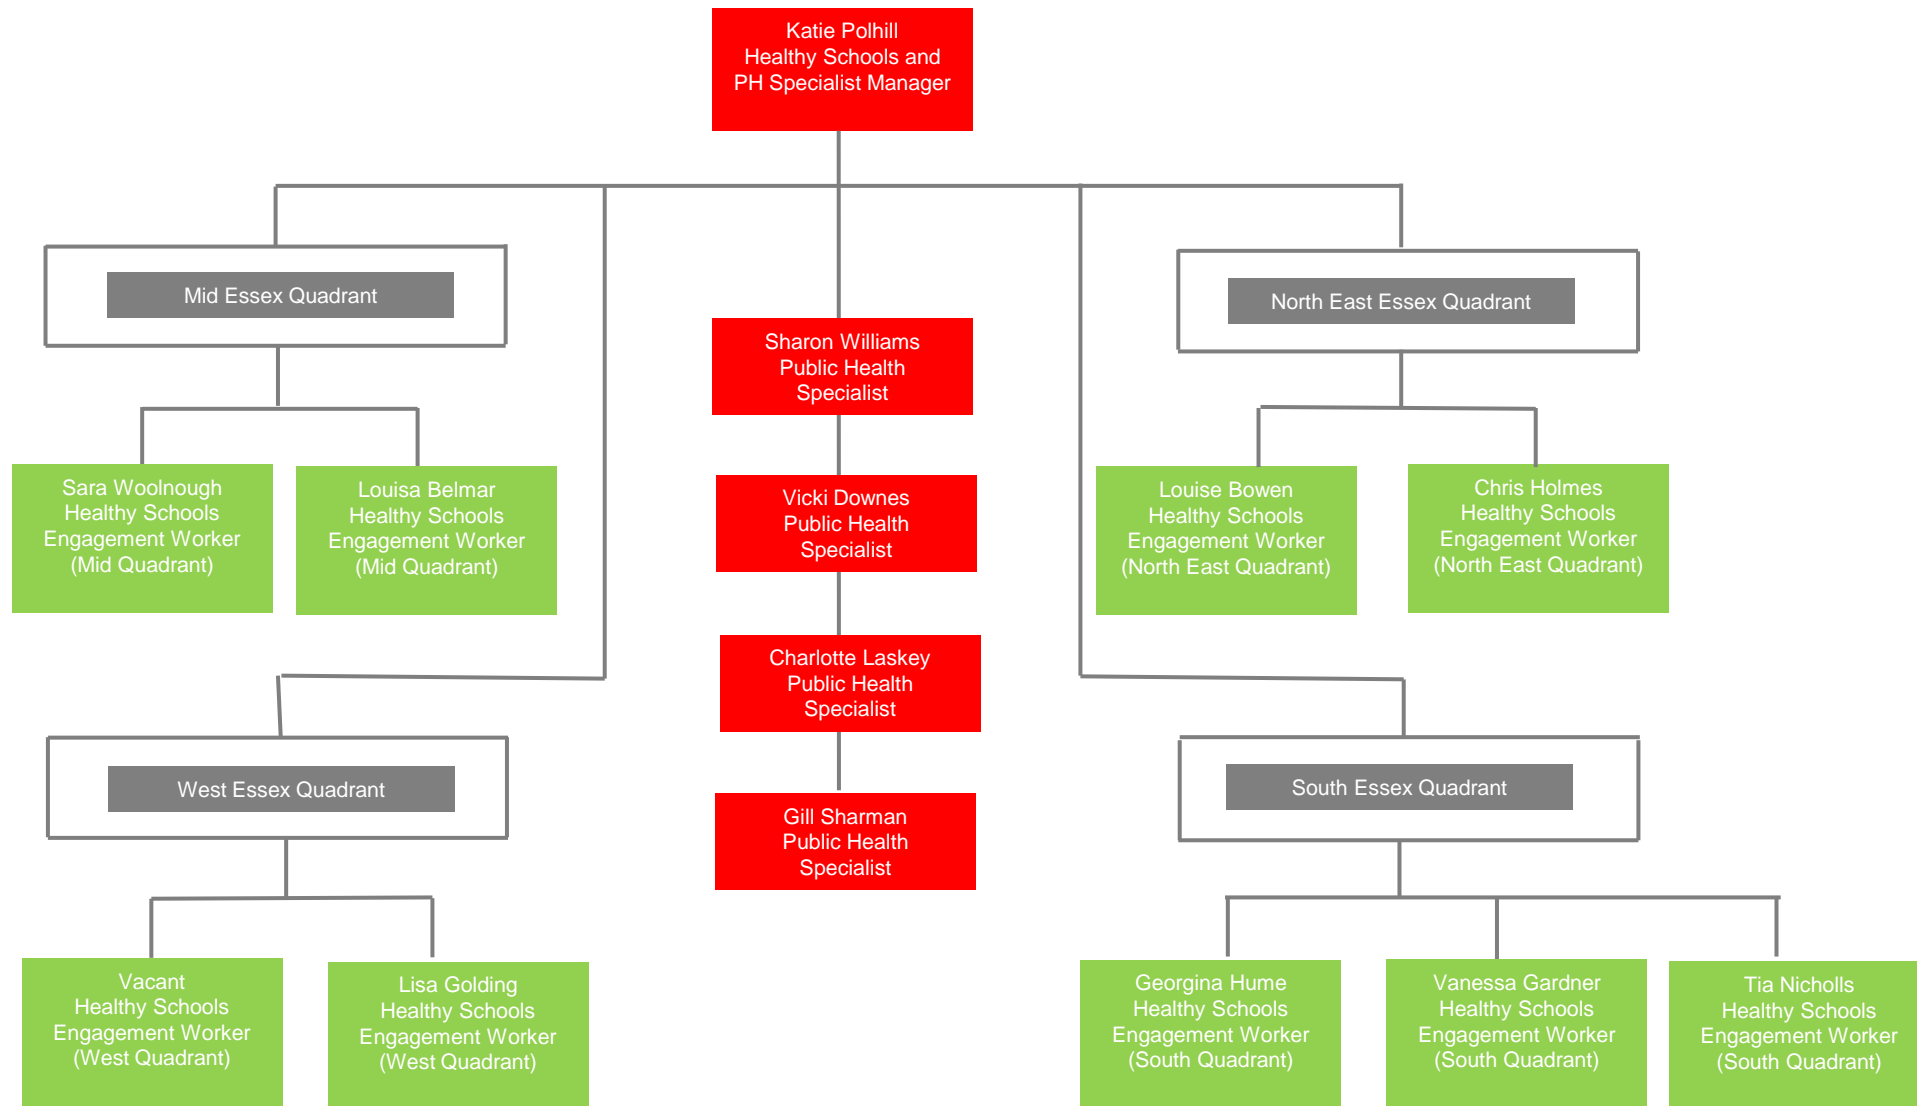 Katie Polhill
Healthy Schools and
PH Specialist Manager
Mid Essex Quadrant
North East Essex Quadrant
Sharon Williams
Public Health
Specialist
Sara Woolnough
Healthy Schools
Engagement Worker
(Mid Quadrant)
Louisa Belmar
Healthy Schools
Engagement Worker
(Mid Quadrant)
Vicki Downes
Public Health
Specialist
Louise Bowen
Healthy Schools
Engagement Worker
(North East Quadrant)
Chris Holmes
Healthy Schools
Engagement Worker
(North East Quadrant)
Charlotte Laskey
Public Health
Specialist
West Essex Quadrant
South Essex Quadrant
Gill Sharman
Public Health
Specialist
Vacant
Healthy Schools
Engagement Worker
(West Quadrant)
Lisa Golding
Healthy Schools
Engagement Worker
(West Quadrant)
Georgina Hume
Healthy Schools
Engagement Worker
(South Quadrant)
Vanessa Gardner
Healthy Schools
Engagement Worker
(South Quadrant)
Tia Nicholls
Healthy Schools
Engagement Worker
(South Quadrant)